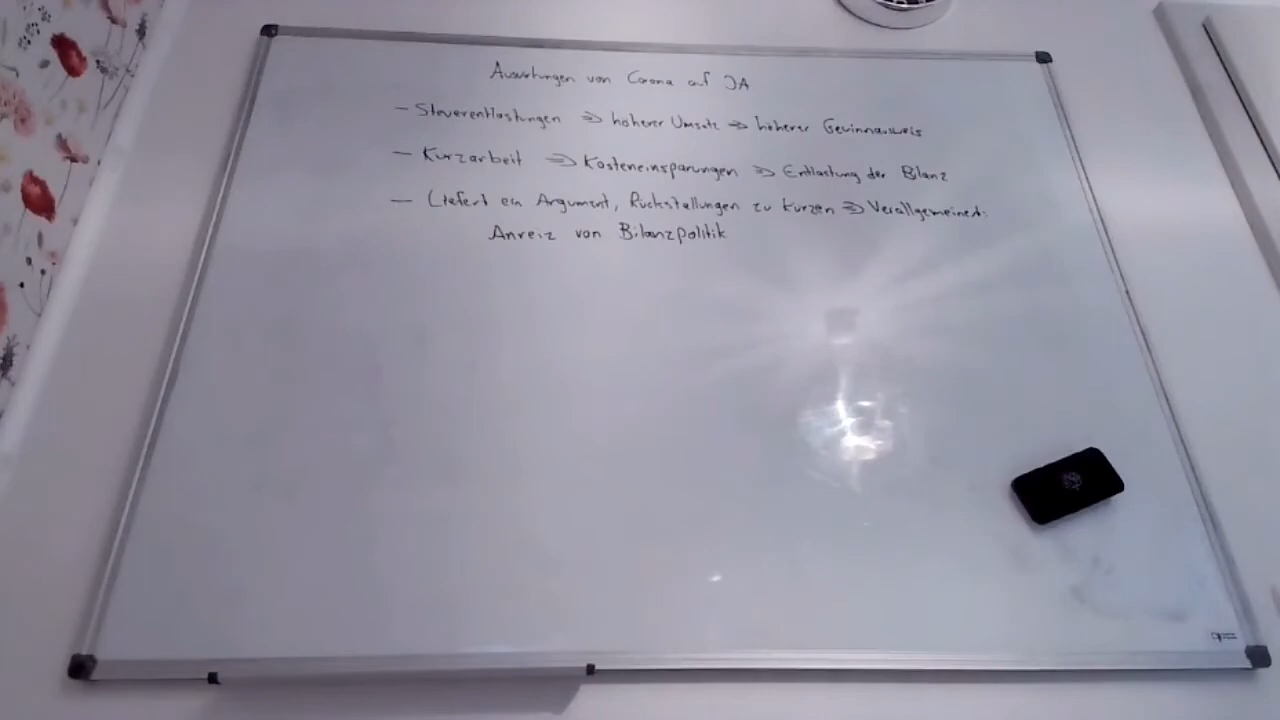 Auswirkungen von Corona auf JA
- Steuerentlastungen => höherer Umsatz => höherer Gewinnausweis
- Kurzarbeit => Kosteneinsparungen => Entlastung der Bilanz
- Liefert ein Argument, Rückstellungen zu kürzen => Verallgemeinert:
Anreiz von Bilanzpolitik